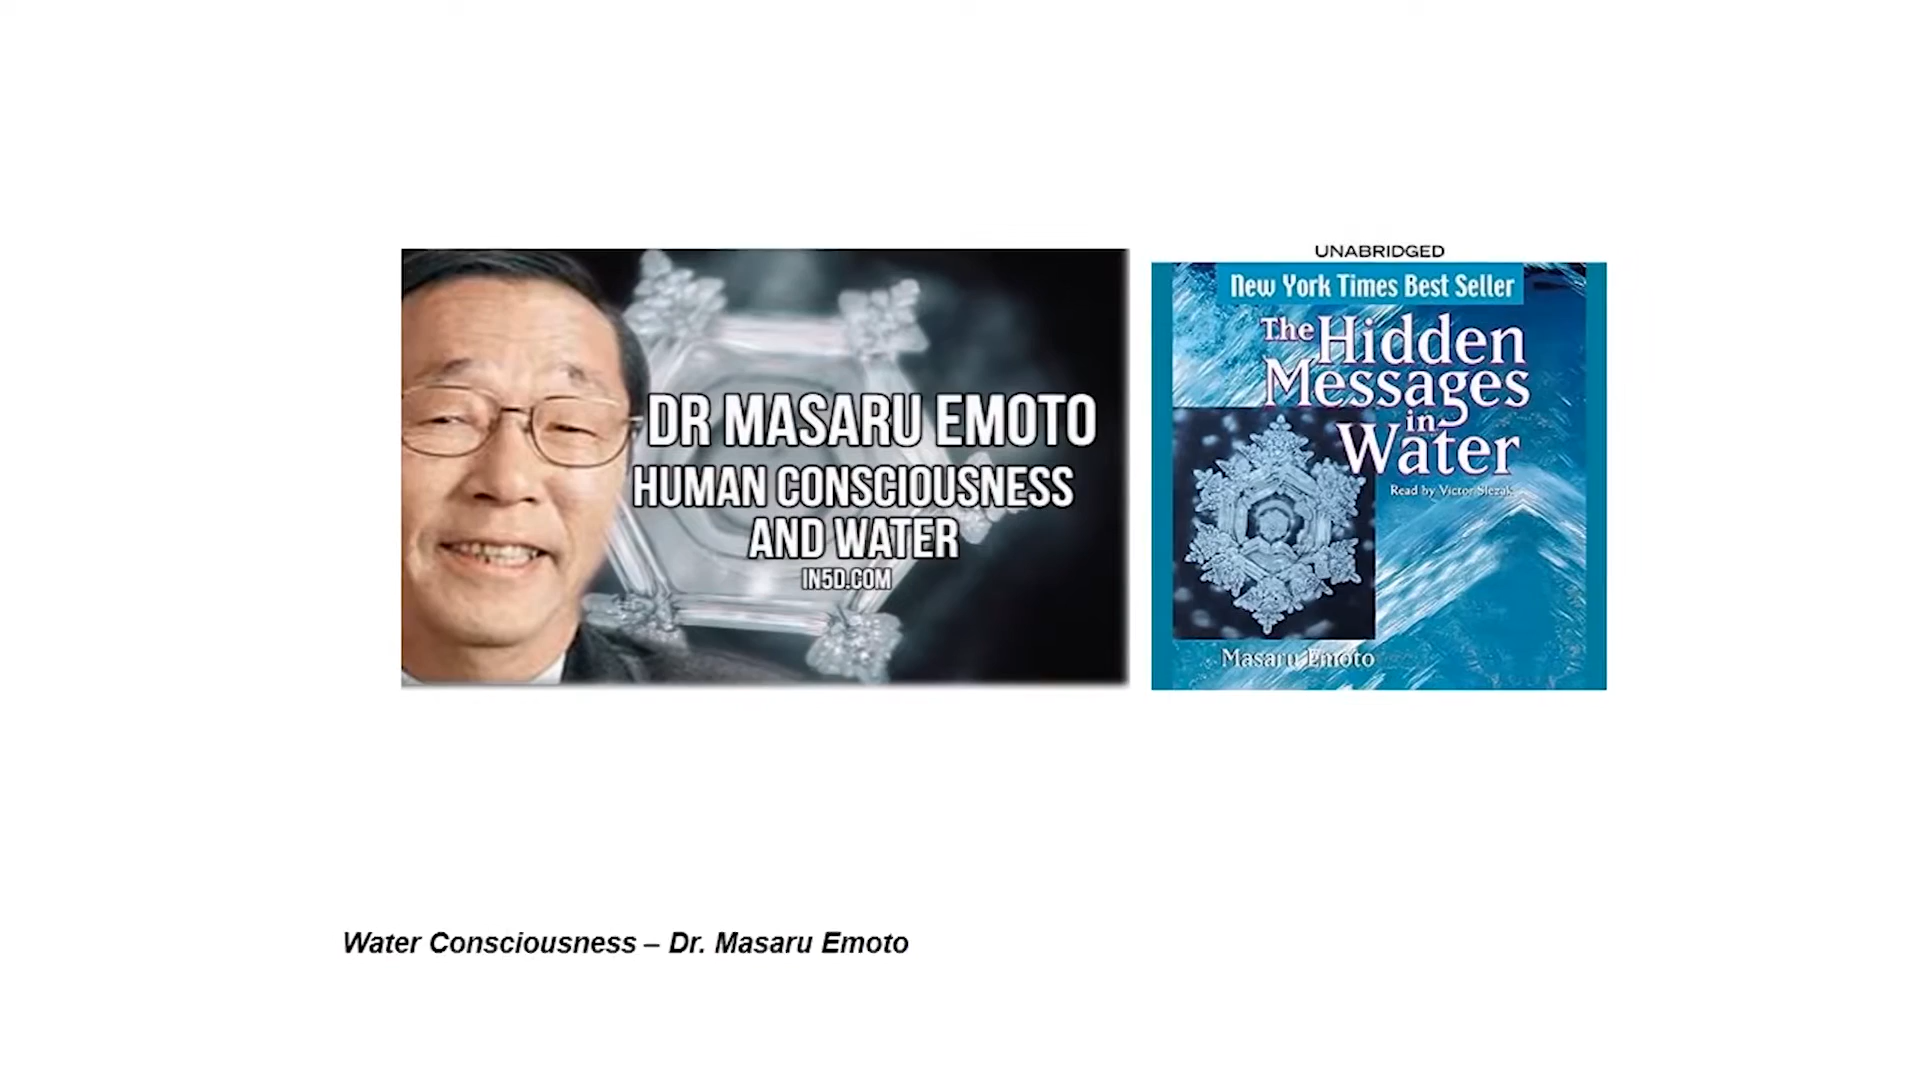 DR MASARU EMOTO
HUMAN CONSCIOUSNESS
AND WATER
IN5D.COM
UNABRIDGED
New York Times Best Seller
The Hidden
Messages
in
Water
Read by Victor Slezak
Masaru Emoto
Water Consciousness – Dr. Masaru Emoto